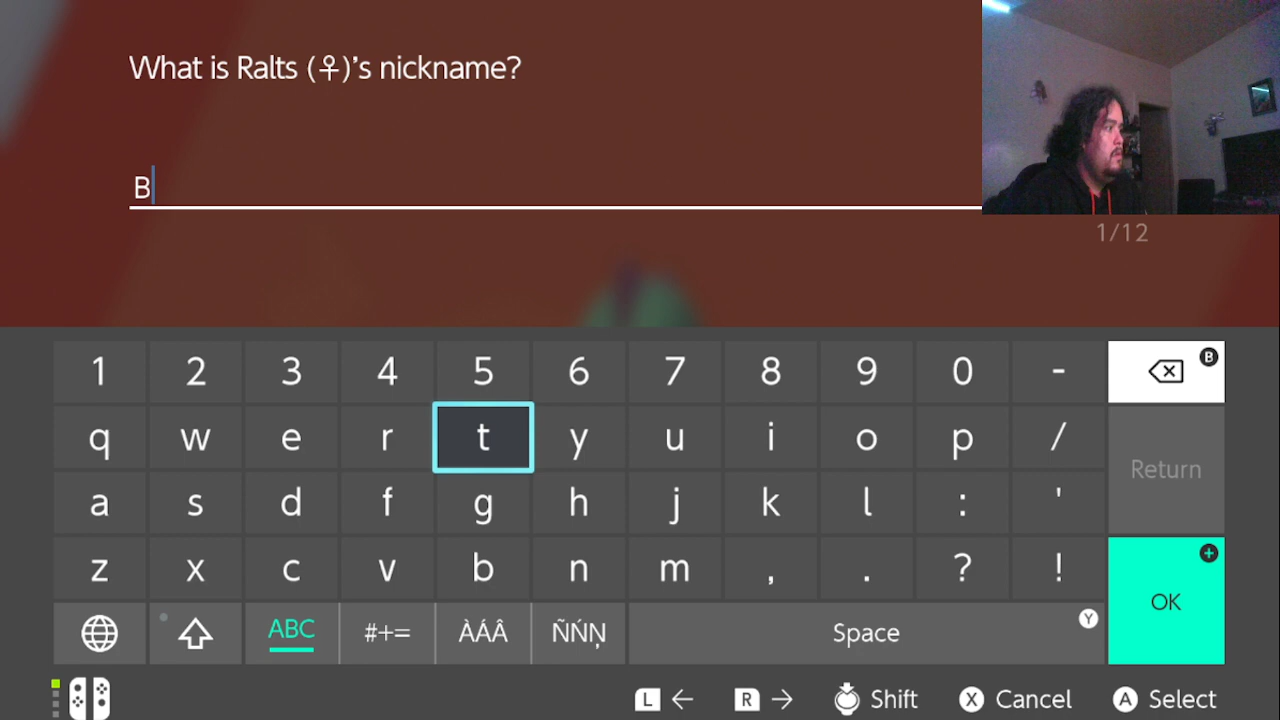 What is Ralts (♀)'s nickname?
B
1/12
1 2 3 4 5 6 7 8 9 0 - B
q w e r t y u i o p /
Return
a s d f g h j k l : '
z x c v b n m , . ? !
OK
ABC #+= ÀÁÂ ÑŃŅ Space Y
L ← R → Shift X Cancel A Select